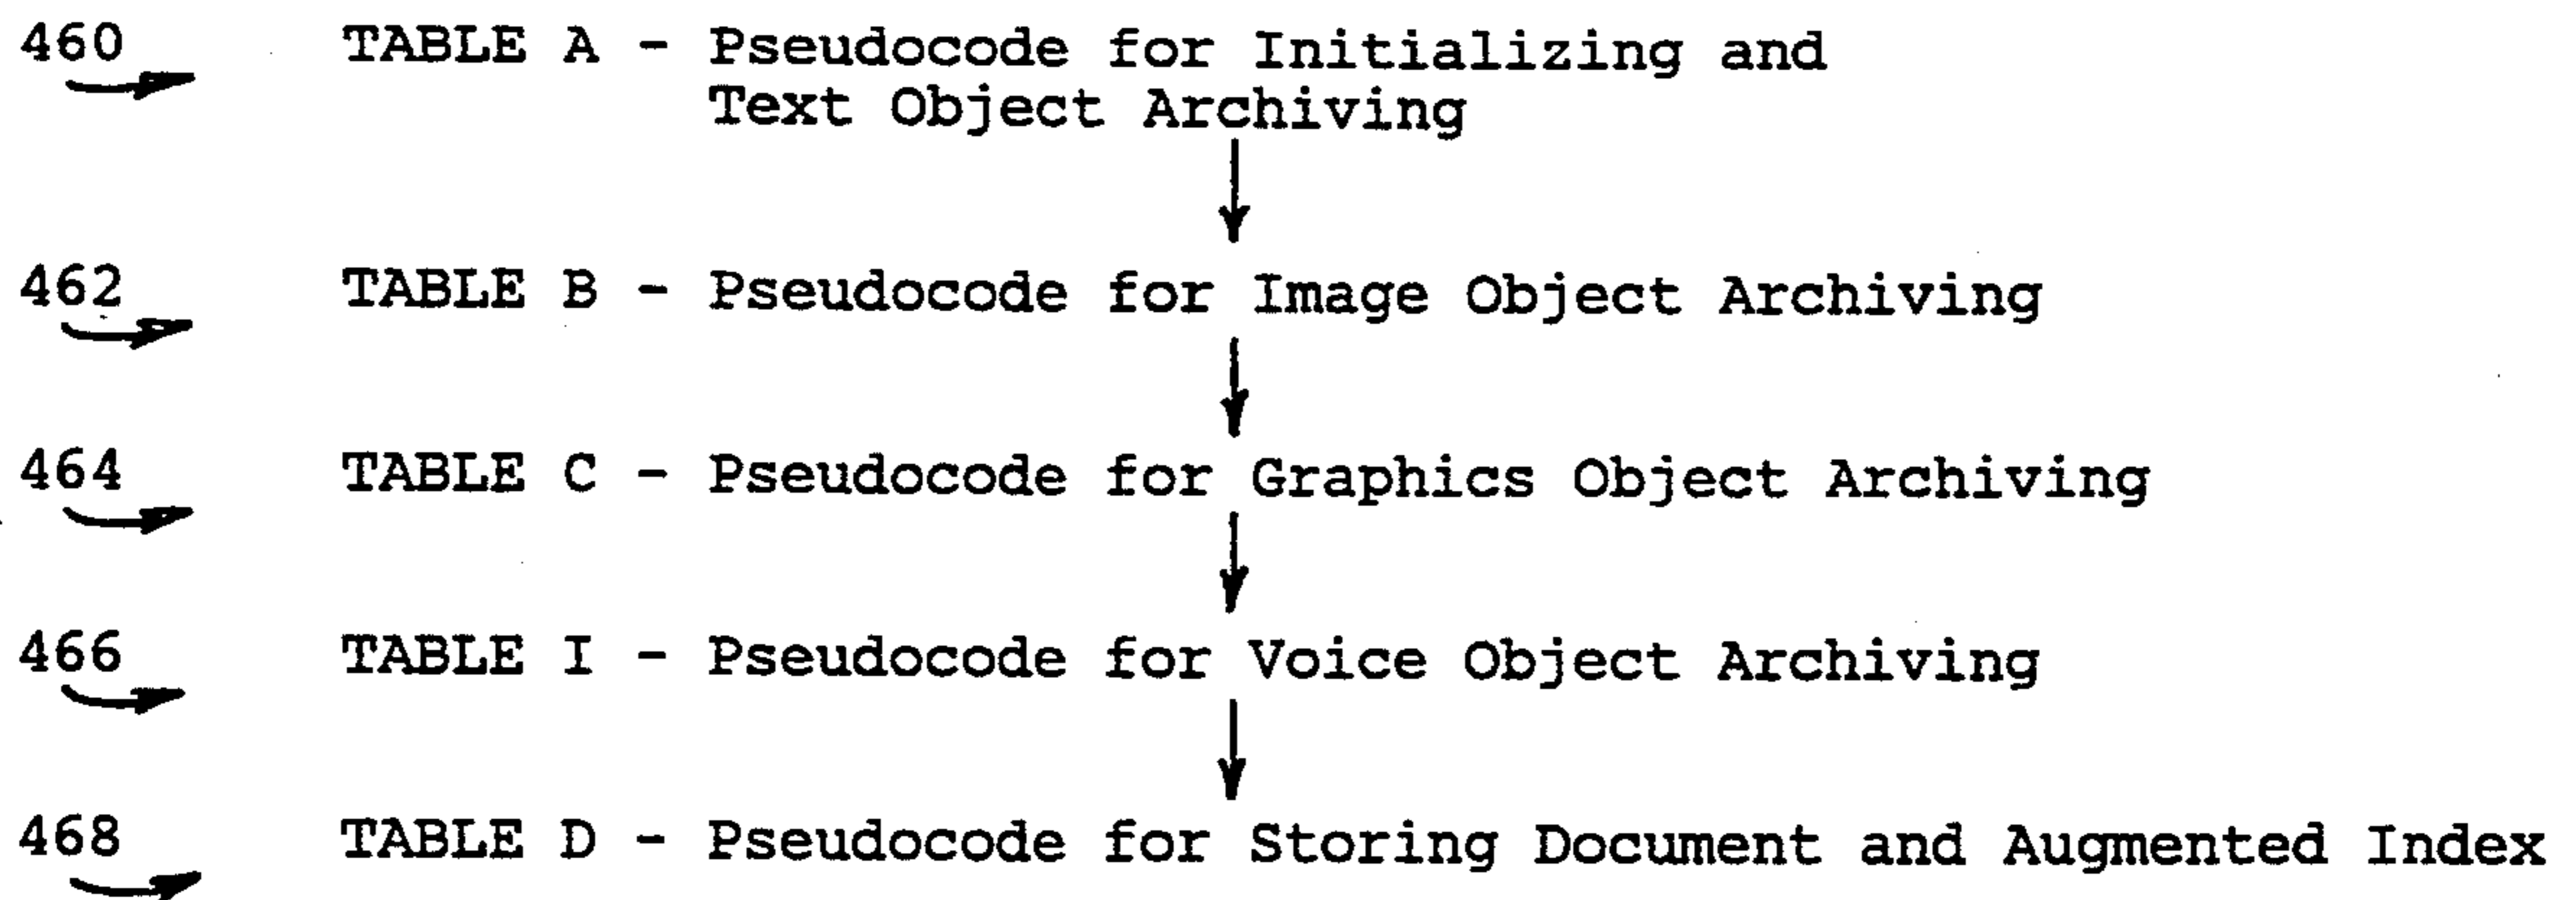 460 TABLE A - Pseudocode for Initializing and
Text Object Archiving
462 TABLE B - Pseudocode for Image Object Archiving
464 TABLE C - Pseudocode for Graphics Object Archiving
466 TABLE I - Pseudocode for Voice Object Archiving
468 TABLE D - Pseudocode for Storing Document and Augmented Index